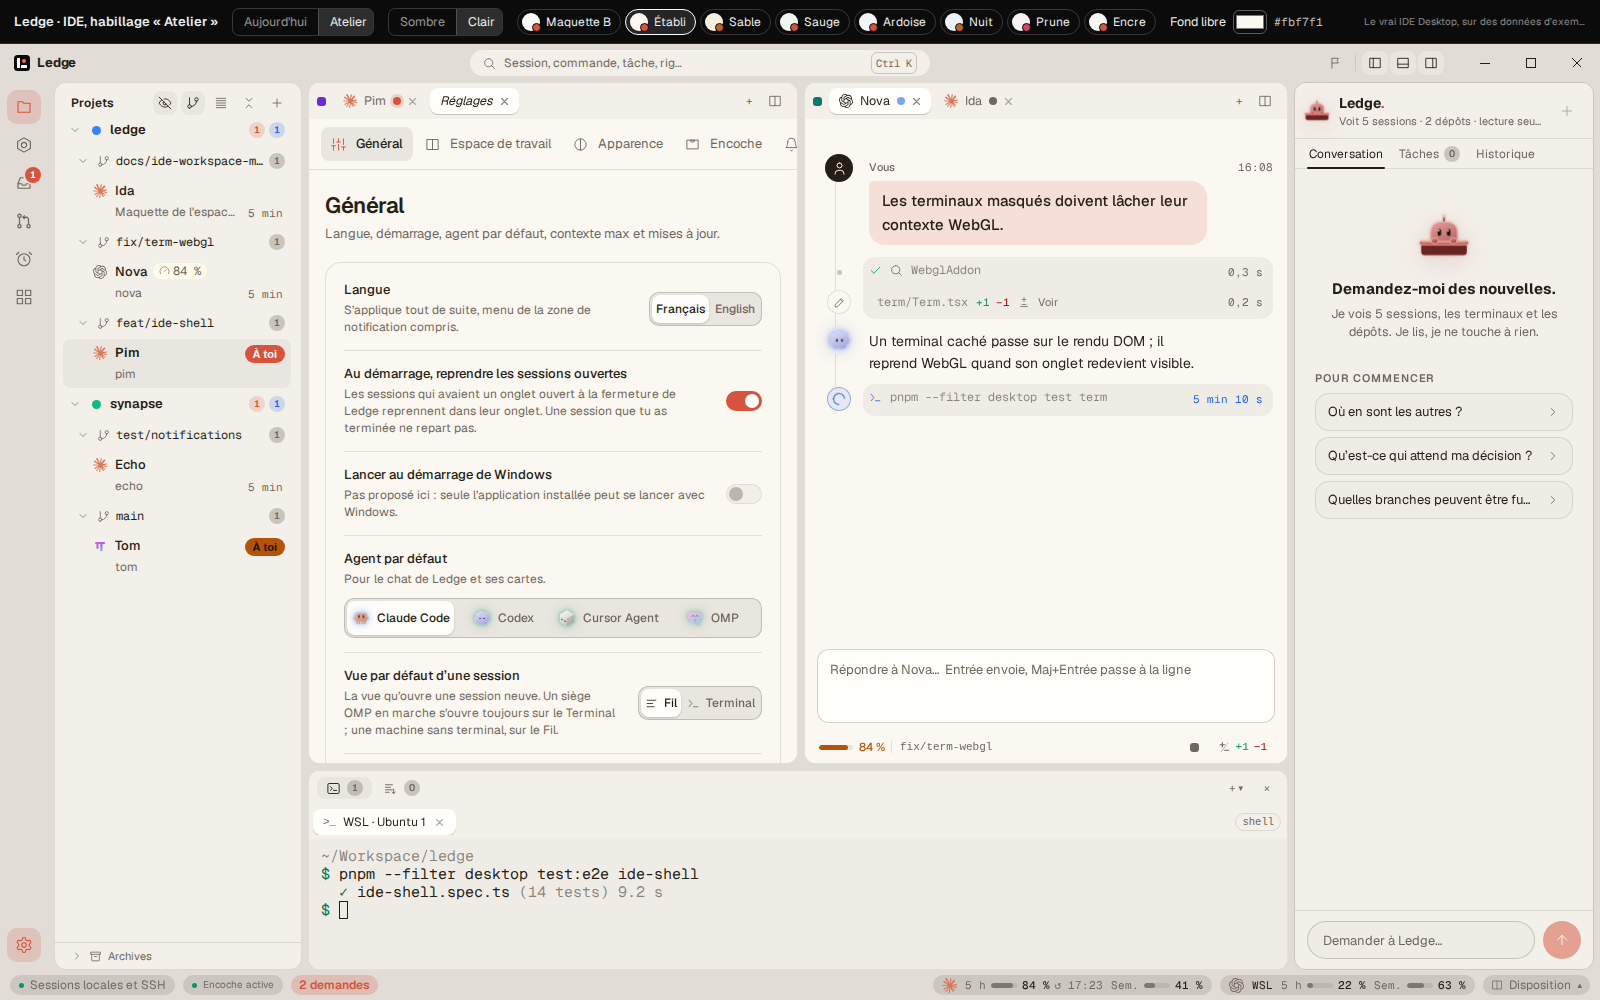 Ledge · IDE, habillage « Atelier »
Aujourd'hui
Atelier
Sombre
Clair
Maquette B
Établi
Sable
Sauge
Ardoise
Nuit
Prune
Encre
Fond libre
#fbf7f1
Le vrai IDE Desktop, sur des données d'exem…
Ledge
Session, commande, tâche, rig…
Ctrl K
1
Projets
ledge
1
1
docs/ide-workspace-m…
1
Ida
Maquette de l'espac…
5 min
fix/term-webgl
1
Nova
84 %
nova
5 min
feat/ide-shell
1
Pim
À toi
pim
synapse
1
1
test/notifications
1
Echo
echo
5 min
main
1
Tom
À toi
tom
Archives
Pim
Réglages
Général
Espace de travail
Apparence
Encoche
Général
Langue, démarrage, agent par défaut, contexte max et mises à jour.
Langue
S'applique tout de suite, menu de la zone de
notification compris.
Français
English
Au démarrage, reprendre les sessions ouvertes
Les sessions qui avaient un onglet ouvert à la fermeture de
Ledge reprennent dans leur onglet. Une session que tu as
terminée ne repart pas.
Lancer au démarrage de Windows
Pas proposé ici : seule l'application installée peut se lancer avec
Windows.
Agent par défaut
Pour le chat de Ledge et ses cartes.
Claude Code
Codex
Cursor Agent
OMP
Vue par défaut d'une session
La vue qu'ouvre une session neuve. Un siège
OMP en marche s'ouvre toujours sur le Terminal
; une machine sans terminal, sur le Fil.
Fil
Terminal
Nova
Ida
Vous
16:08
Les terminaux masqués doivent lâcher leur
contexte WebGL.
WebglAddon
0,3 s
term/Term.tsx +1 −1
Voir
0,2 s
Un terminal caché passe sur le rendu DOM ; il
reprend WebGL quand son onglet redevient visible.
pnpm --filter desktop test term
5 min 10 s
Répondre à Nova… Entrée envoie, Maj+Entrée passe à la ligne
84 %
fix/term-webgl
+1 −1
1
0
WSL · Ubuntu 1
shell
~/Workspace/ledge
$ pnpm --filter desktop test:e2e ide-shell
✓ ide-shell.spec.ts (14 tests) 9.2 s
$
Ledge.
Voit 5 sessions · 2 dépôts · lecture seu…
Conversation
Tâches 0
Historique
Demandez-moi des nouvelles.
Je vois 5 sessions, les terminaux et les
dépôts. Je lis, je ne touche à rien.
POUR COMMENCER
Où en sont les autres ?
Qu'est-ce qui attend ma décision ?
Quelles branches peuvent être fu…
Demander à Ledge…
Sessions locales et SSH
Encoche active
2 demandes
5 h
84 %
↺ 17:23
Sem.
41 %
WSL
5 h
22 %
Sem.
63 %
Disposition